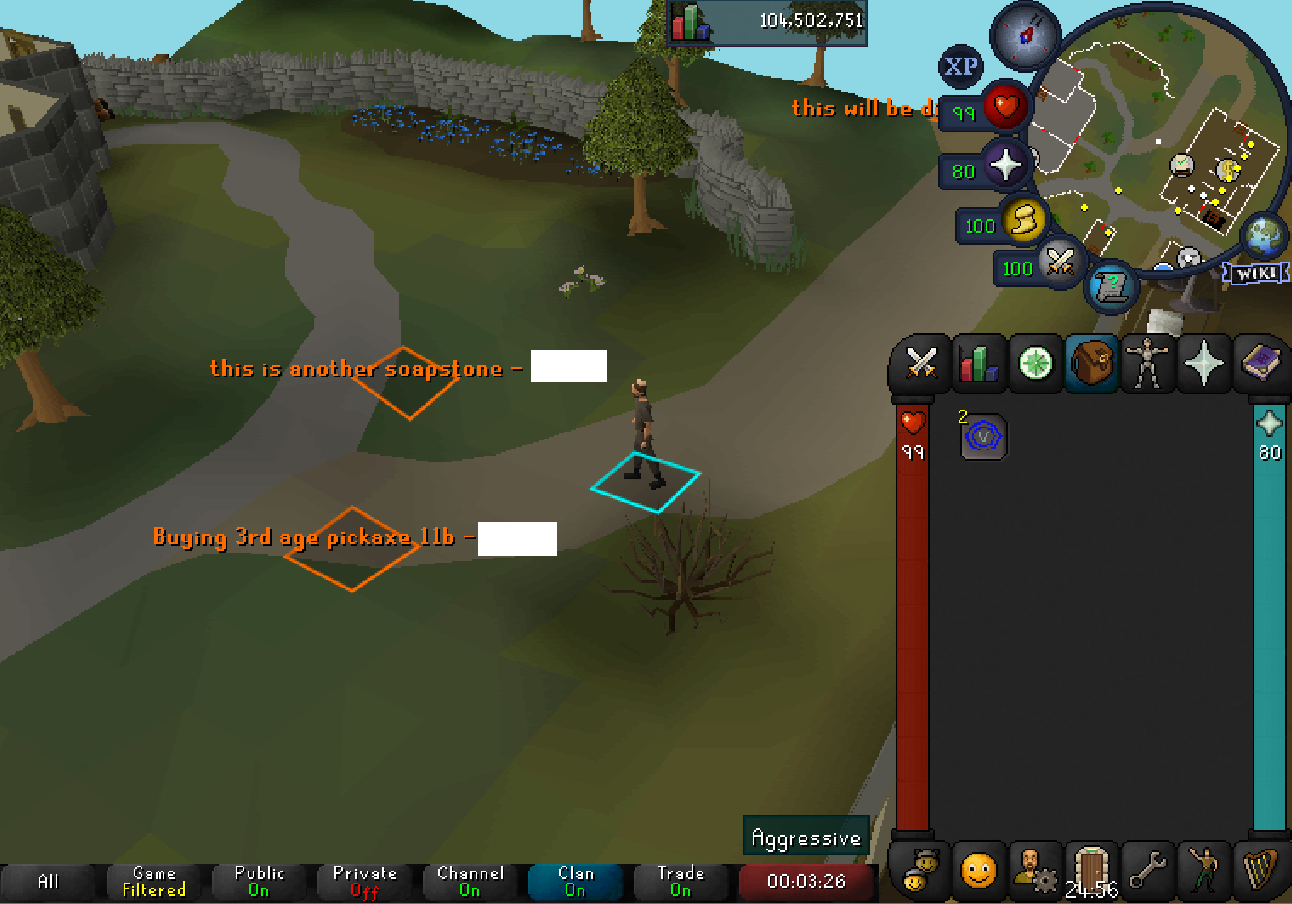 104,502,751
XP
this will be d
99
80
100
100
WIKI
this is another soapstone -
2
99
80
Buying 3rd age pickaxe 11b -
Aggressive
All
Game
Filtered
Public
On
Private
Off
Channel
On
Clan
On
Trade
On
00:03:26
24:56